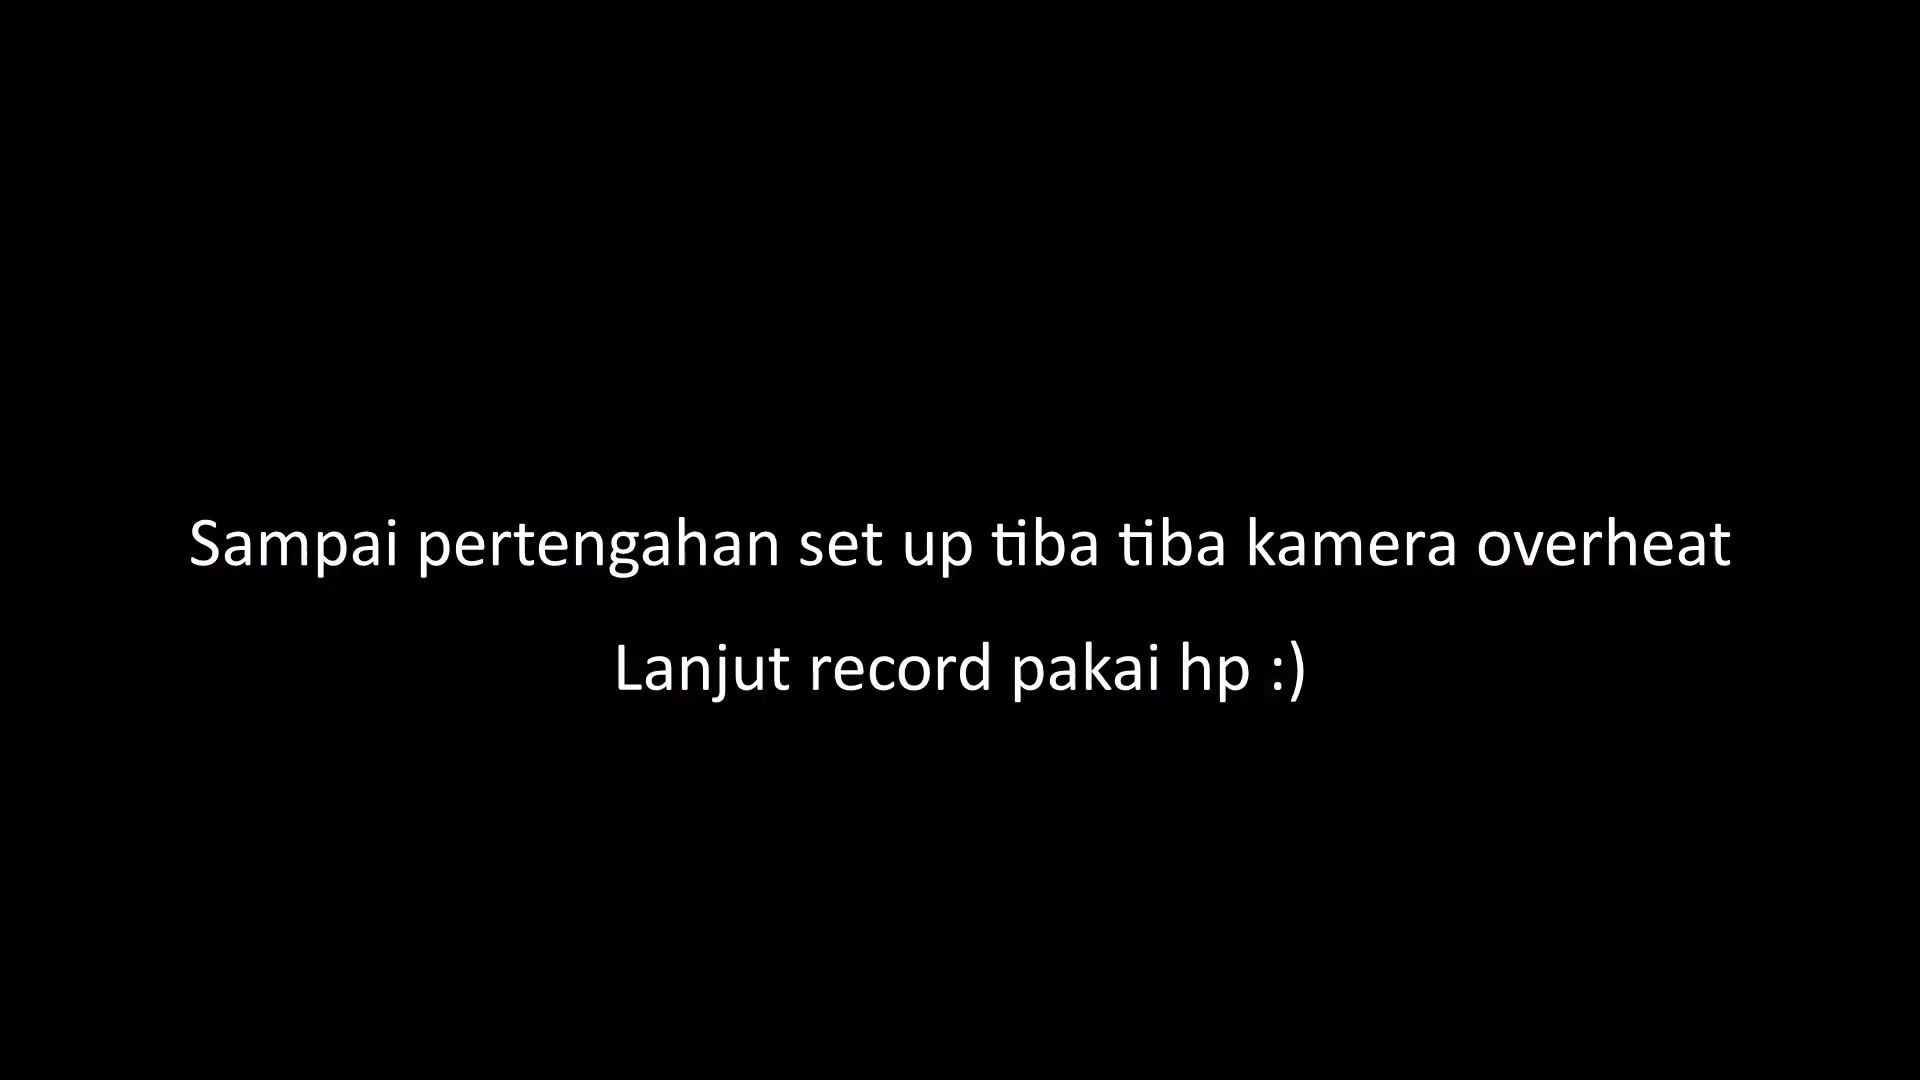 Sampai pertengahan set up tiba tiba kamera overheat
Lanjut record pakai hp :)